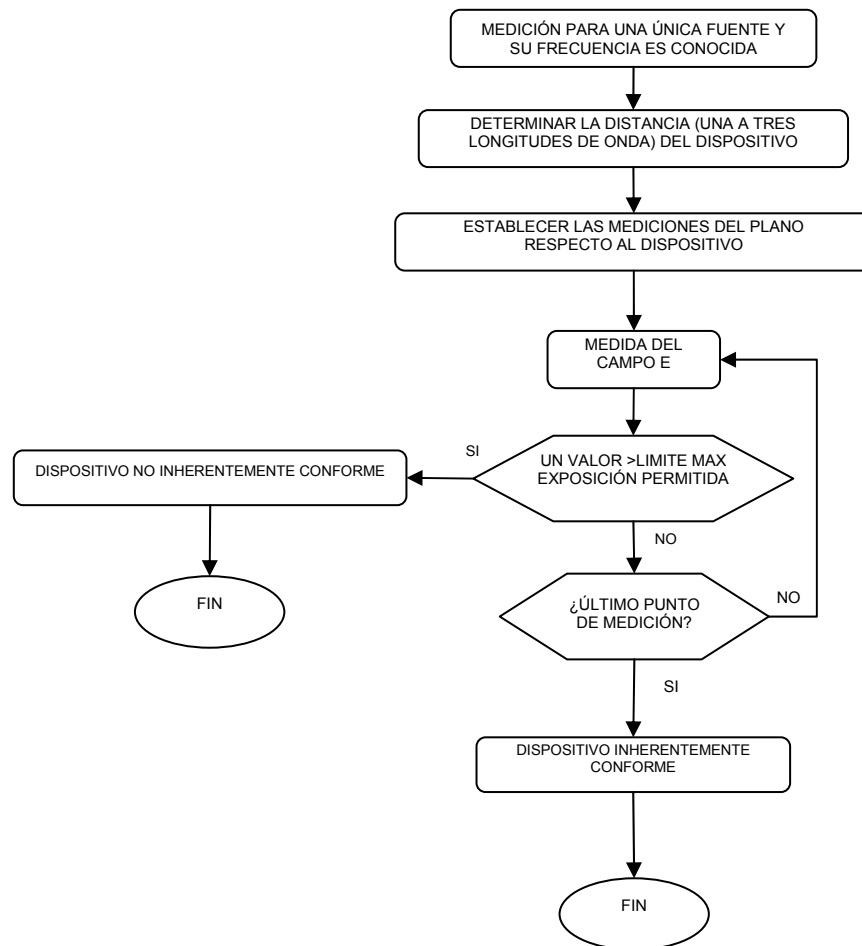 MEDICIÓN PARA UNA ÚNICA FUENTE Y
SU FRECUENCIA ES CONOCIDA
DETERMINAR LA DISTANCIA (UNA A TRES
LONGITUDES DE ONDA) DEL DISPOSITIVO
ESTABLECER LAS MEDICIONES DEL PLANO
RESPECTO AL DISPOSITIVO
MEDIDA DEL
CAMPO E
UN VALOR >LIMITE MAX
EXPOSICIÓN PERMITIDA
SI
DISPOSITIVO NO INHERENTEMENTE CONFORME
FIN
NO
¿ÚLTIMO PUNTO
DE MEDICIÓN?
NO
SI
DISPOSITIVO INHERENTEMENTE
CONFORME
FIN